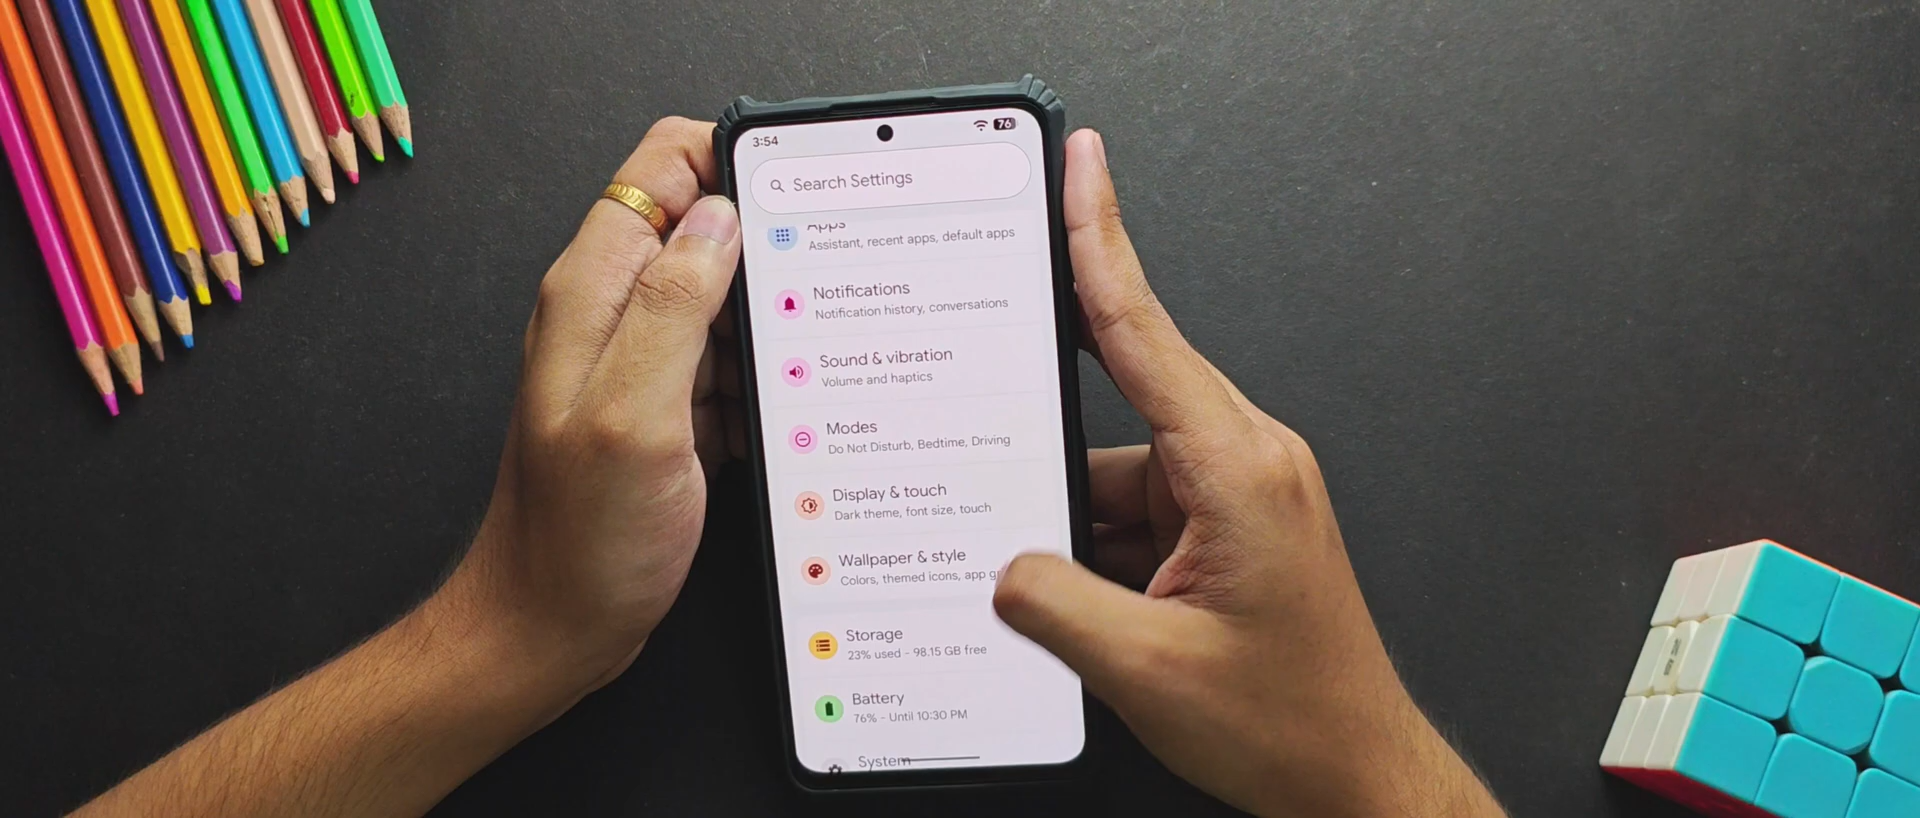 3:54
76
Search Settings
Apps
Assistant, recent apps, default apps
Notifications
Notification history, conversations
Sound & vibration
Volume and haptics
Modes
Do Not Disturb, Bedtime, Driving
Display & touch
Dark theme, font size, touch
Wallpaper & style
Colors, themed icons, app
Storage
23% used - 98.15 GB free
Battery
76% - Until 10:30 PM
System